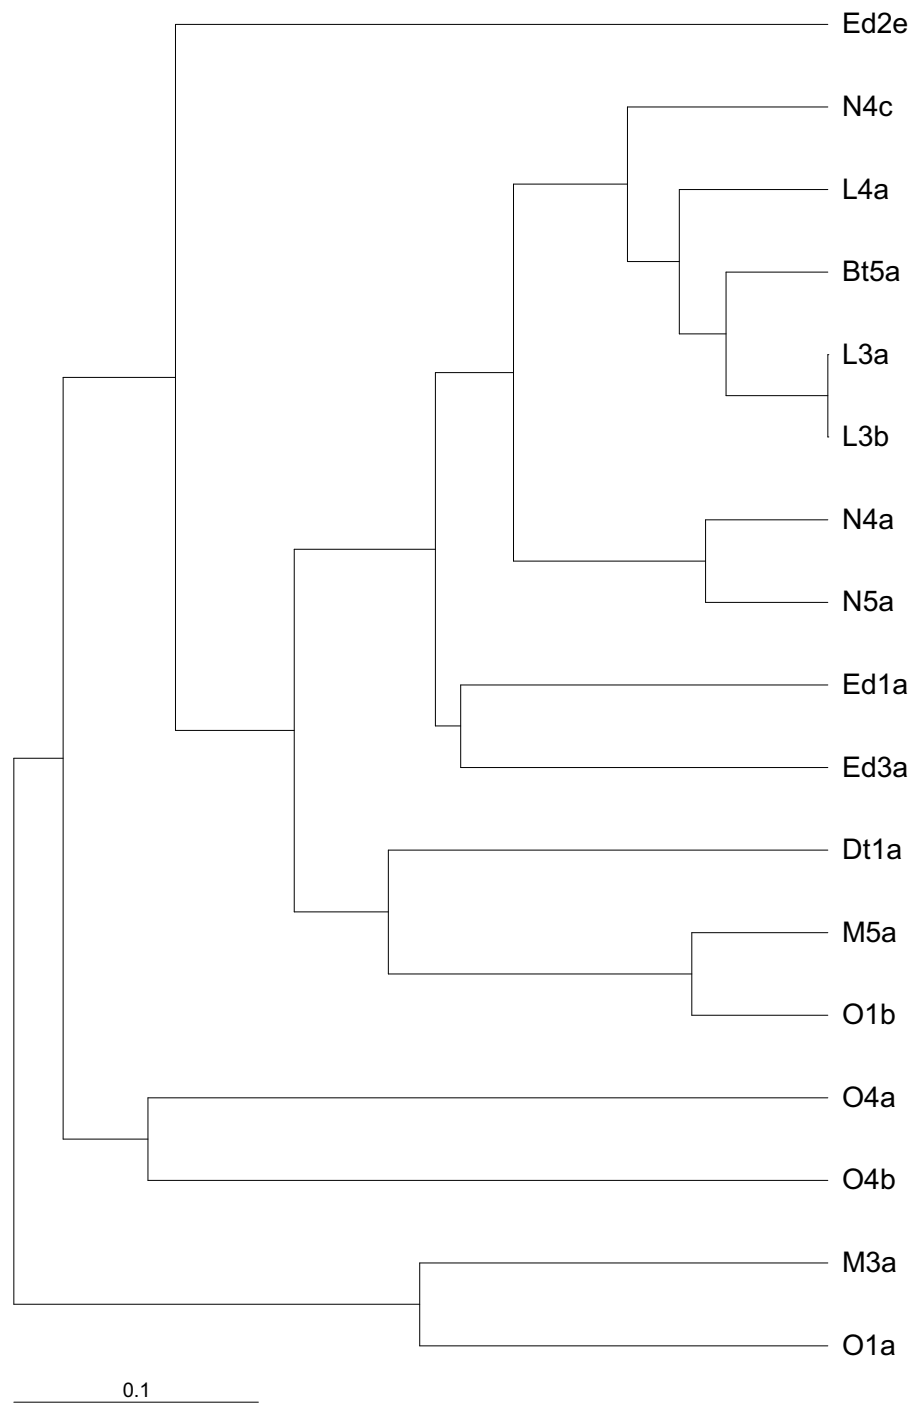 Ed2e
N4c
L4a
Bt5a
L3a
L3b
N4a
N5a
Ed1a
Ed3a
Dt1a
M5a
O1b
O4a
O4b
M3a
O1a
0.1